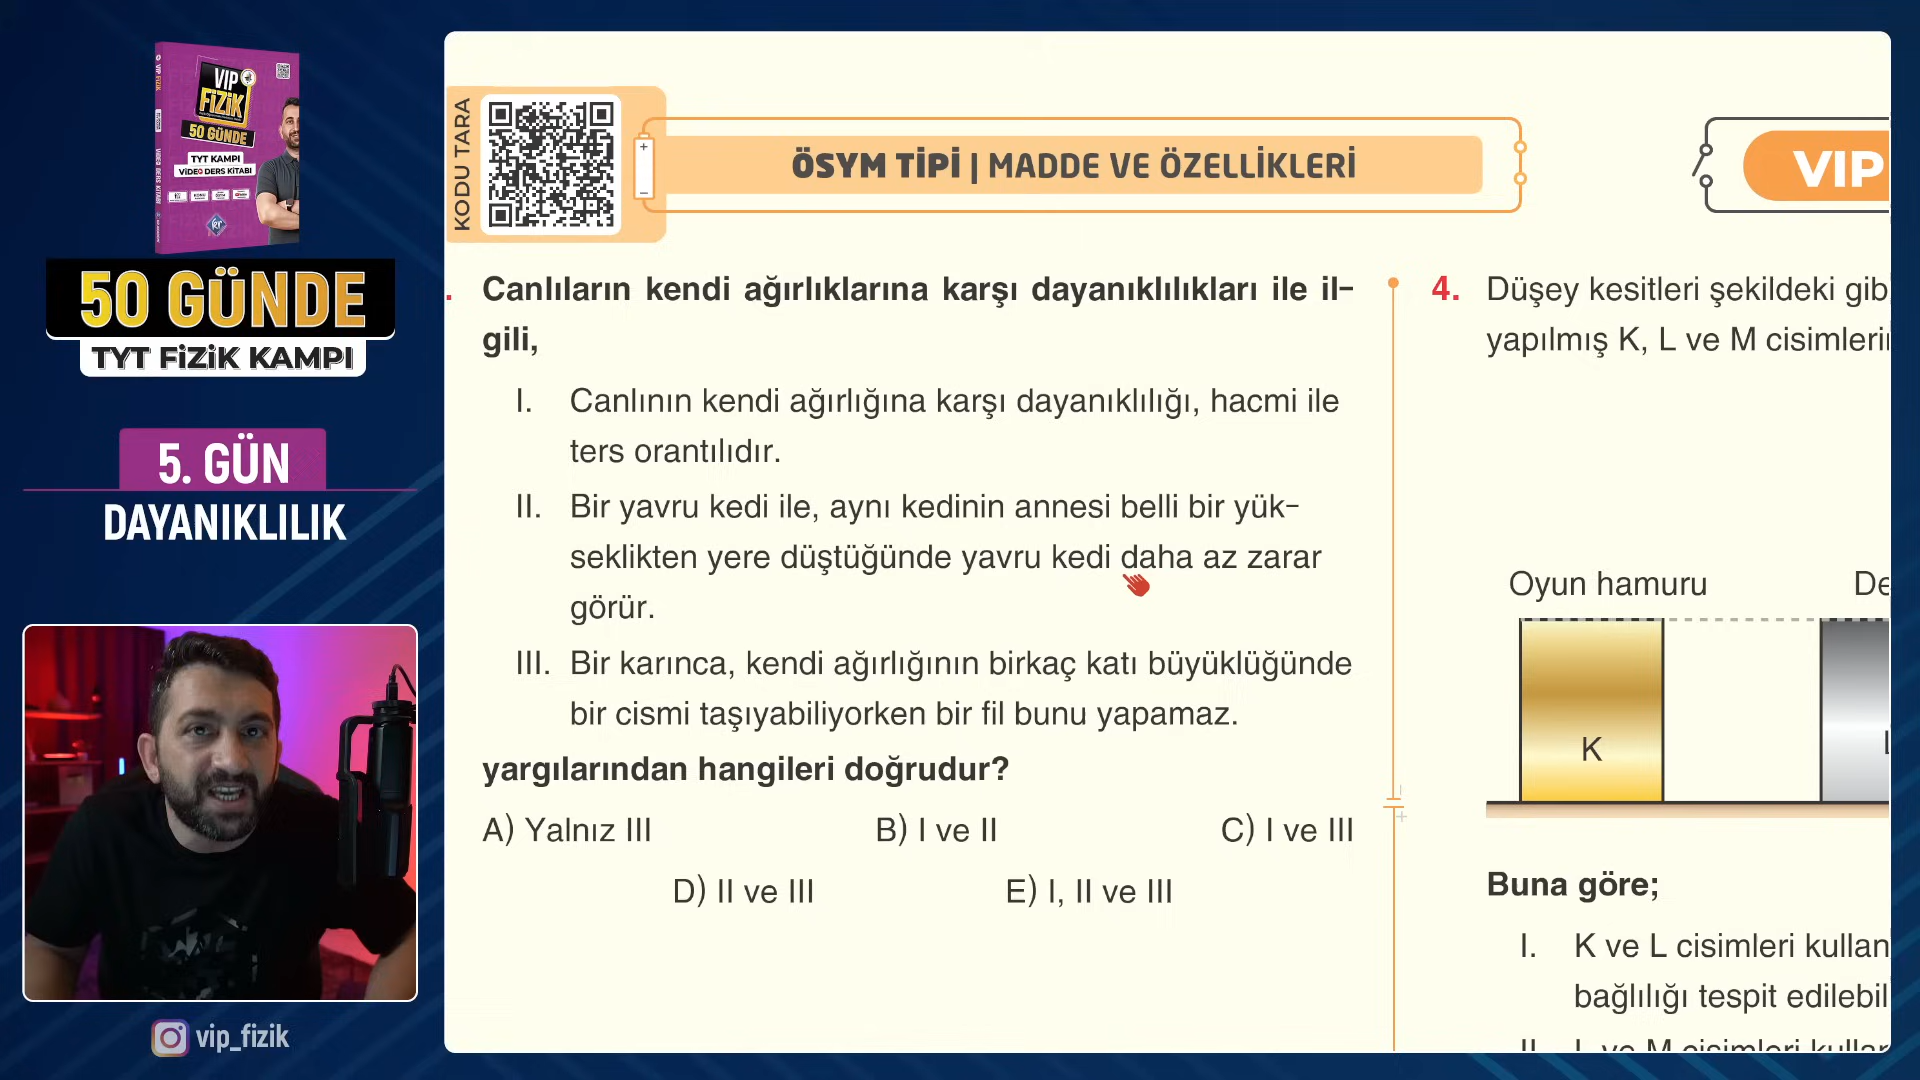 VIP
FİZİK
50 GÜNDE
TYT KAMPI
VİDEO DERS KİTABI
50 GÜNDE
TYT FİZİK KAMPI
5. GÜN
DAYANIKLILIK
vip_fizik
KODU TARA
ÖSYM TİPİ | MADDE VE ÖZELLİKLERİ
VIP
. Canlıların kendi ağırlıklarına karşı dayanıklılıkları ile il-
gili,
I. Canlının kendi ağırlığına karşı dayanıklılığı, hacmi ile
ters orantılıdır.
II. Bir yavru kedi ile, aynı kedinin annesi belli bir yük-
seklikten yere düştüğünde yavru kedi daha az zarar
görür.
III. Bir karınca, kendi ağırlığının birkaç katı büyüklüğünde
bir cismi taşıyabiliyorken bir fil bunu yapamaz.
yargılarından hangileri doğrudur?
A) Yalnız III B) I ve II C) I ve III
D) II ve III E) I, II ve III
4. Düşey kesitleri şekildeki gib
yapılmış K, L ve M cisimleri
Oyun hamuru De
K
Buna göre;
I. K ve L cisimleri kullan
bağlılığı tespit edilebil
II. L ve M cisimleri kullan